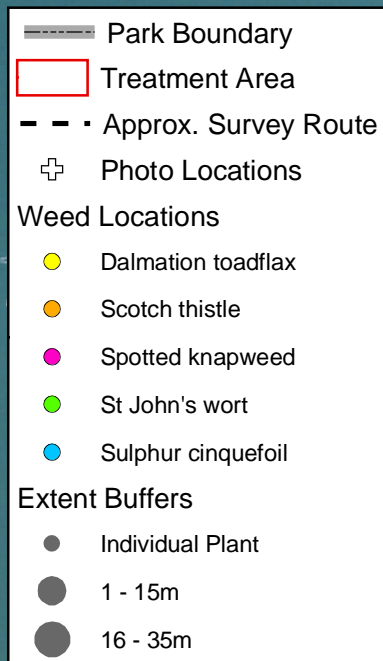 Park Boundary
Treatment Area
Approx. Survey Route
Photo Locations
Weed Locations
Dalmation toadflax
Scotch thistle
Spotted knapweed
St John's wort
Sulphur cinquefoil
Extent Buffers
Individual Plant
1 - 15m
16 - 35m